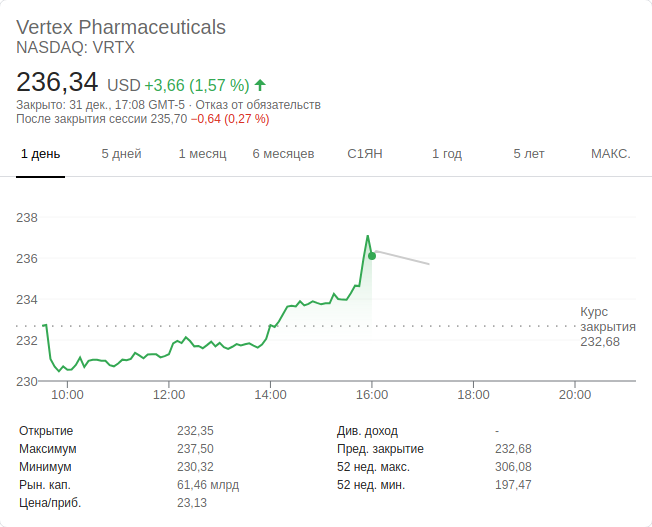 Vertex Pharmaceuticals
NASDAQ: VRTX
236,34 USD +3,66 (1,57 %)
Закрыто: 31 дек., 17:08 GMT-5 · Отказ от обязательств
После закрытия сессии 235,70 −0,64 (0,27 %)
1 день 5 дней 1 месяц 6 месяцев С1ЯН 1 год 5 лет МАКС.
238
236
234
Курс
закрытия
232,68
232
230
10:00 12:00 14:00 16:00 18:00 20:00
Открытие 232,35 Див. доход -
Максимум 237,50 Пред. закрытие 232,68
Минимум 230,32 52 нед. макс. 306,08
Рын. кап. 61,46 млрд 52 нед. мин. 197,47
Цена/приб. 23,13